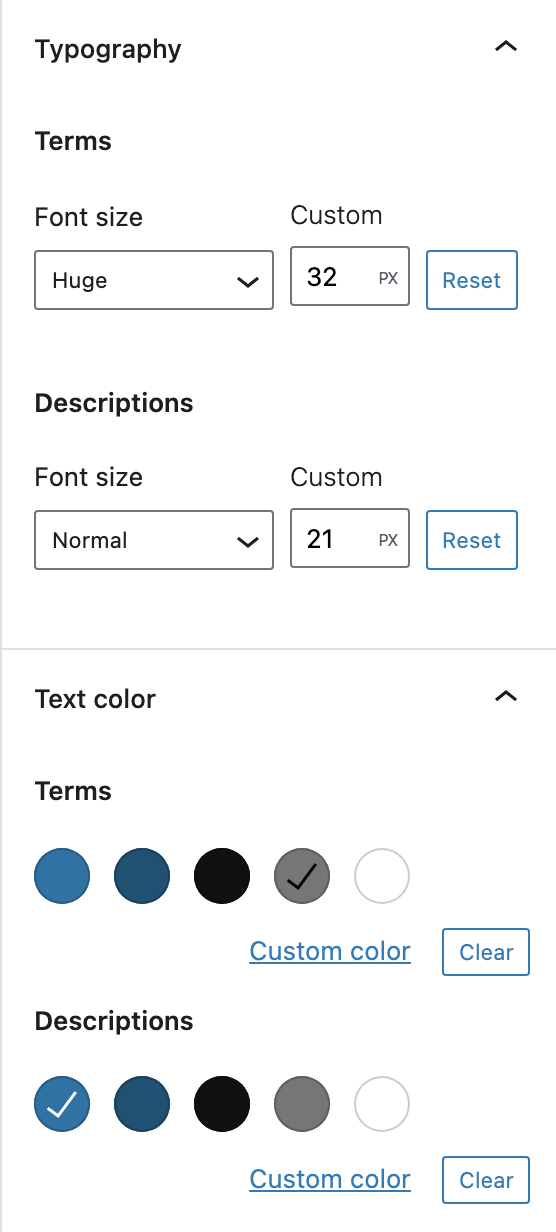 Typography
Terms
Font size Custom
Huge 32 PX Reset
Descriptions
Font size Custom
Normal 21 PX Reset
Text color
Terms
Custom color Clear
Descriptions
Custom color Clear